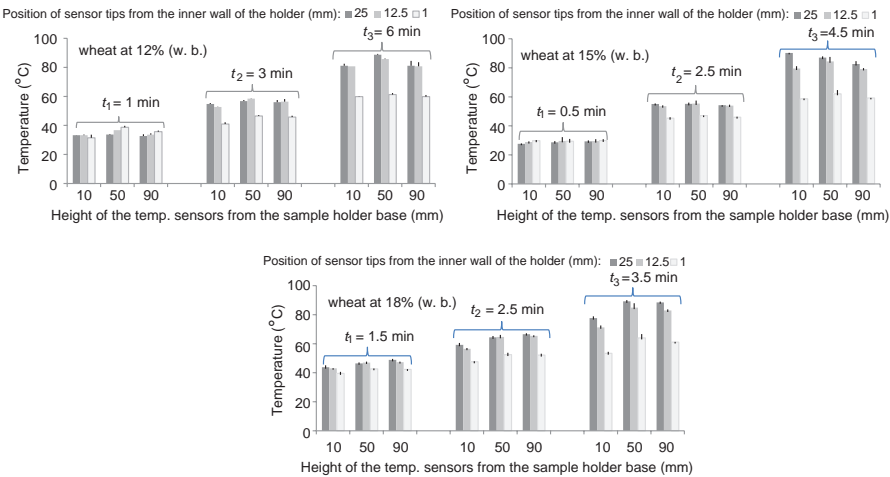 Position of sensor tips from the inner wall of the holder (mm): 25 12.5 1
t3= 6 min
100
wheat at 12% (w. b.)
t2 = 3 min
80
60
t1 = 1 min
40
20
0
Temperature (°C)
10 50 90 10 50 90 10 50 90
Height of the temp. sensors from the sample holder base (mm)
Position of sensor tips from the inner wall of the holder (mm): 25 12.5 1
t3=4.5 min
100
wheat at 15% (w. b.)
t2= 2.5 min
80
60
t1 = 0.5 min
40
20
0
Temperature (°C)
10 50 90 10 50 90 10 50 90
Height of the temp. sensors from the sample holder base (mm)
Position of sensor tips from the inner wall of the holder (mm): 25 12.5 1
t3=3.5 min
100
wheat at 18% (w. b.)
t2 = 2.5 min
80
t1 = 1.5 min
60
40
20
0
Temperature (°C)
10 50 90 10 50 90 10 50 90
Height of the temp. sensors from the sample holder base (mm)